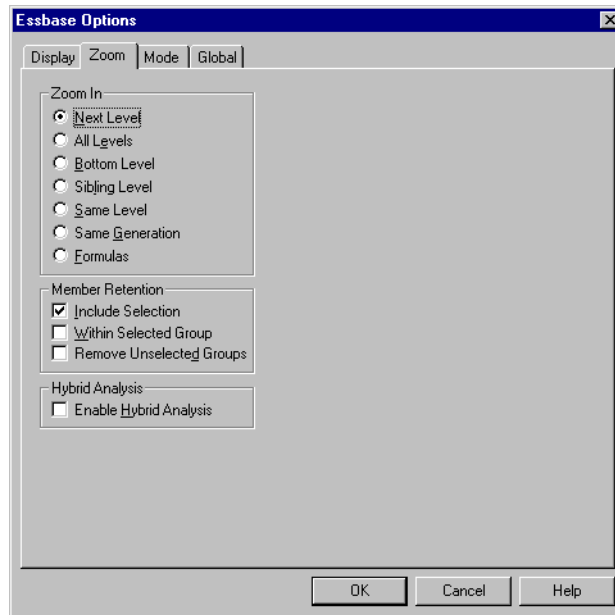 Essbase Options
Display Zoom Mode Global
Zoom In
Next Level
All Levels
Bottom Level
Sibling Level
Same Level
Same Generation
Formulas
Member Retention
Include Selection
Within Selected Group
Remove Unselected Groups
Hybrid Analysis
Enable Hybrid Analysis
OK Cancel Help